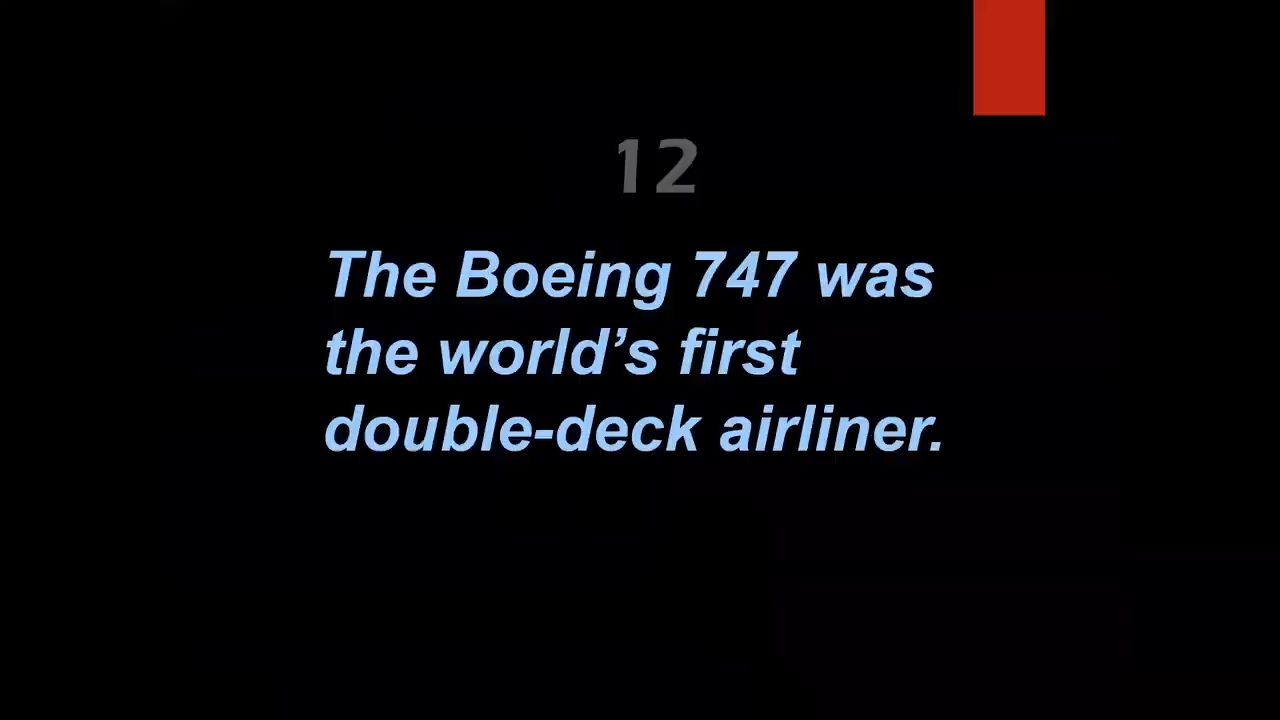 12
The Boeing 747 was
the world’s first
double-deck airliner.